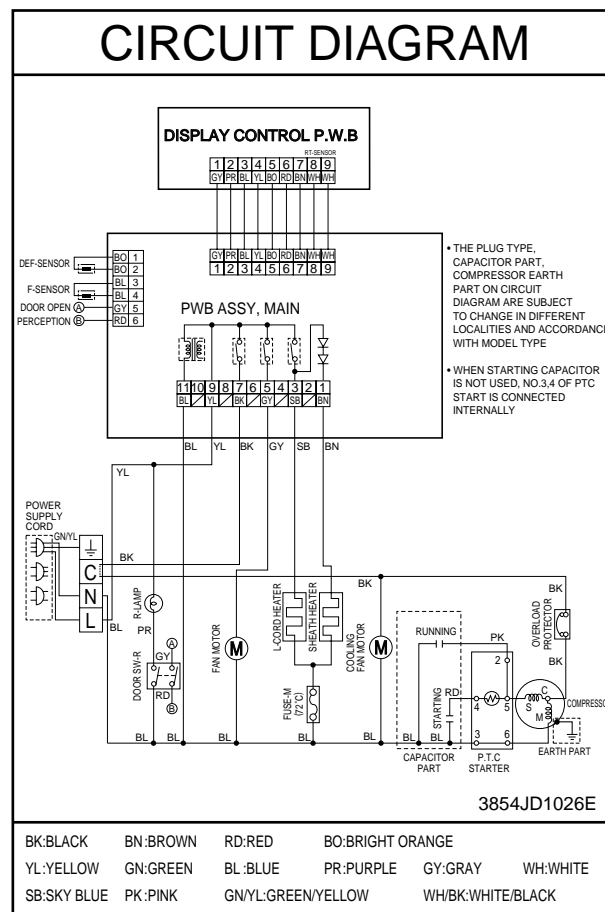 CIRCUIT DIAGRAM
DISPLAY CONTROL P.W.B
RT-SENSOR
1 2 3 4 5 6 7 8 9
GY PR BL YL BO RD BN WH WH
GY PR BL YL BO RD BN WH WH
1 2 3 4 5 6 7 8 9
DEF-SENSOR
F-SENSOR
DOOR OPEN A
PERCEPTION B
BO 1
BO 2
BL 3
BL 4
GY 5
RD 6
PWB ASSY, MAIN
• THE PLUG TYPE,
CAPACITOR PART,
COMPRESSOR EARTH
PART ON CIRCUIT
DIAGRAM ARE SUBJECT
TO CHANGE IN DIFFERENT
LOCALITIES AND ACCORDANCE
WITH MODEL TYPE
• WHEN STARTING CAPACITOR
IS NOT USED, NO.3,4 OF PTC
START IS CONNECTED
INTERNALLY
11 10 9 8 7 6 5 4 3 2 1
BL YL BK GY SB BN
BL YL BK GY SB BN
YL
POWER
SUPPLY
CORD
GN/YL
C
N
L
BK
BL
R-LAMP
PR
DOOR SW-R
GY
A
RD
B
FAN MOTOR
M
L-CORD HEATER
SHEATH HEATER
FUSE-M
(72°C)
COOLING
FAN MOTOR
M
BK
RUNNING
STARTING
RD
PK
2
4
5
3
6
BK
OVERLOAD
PROTECTOR
BK
C
S
M
COMPRESSOR
EARTH PART
BL BL BL BL BL BL BL
CAPACITOR
PART
P.T.C
STARTER
3854JD1026E
BK:BLACK BN:BROWN RD:RED BO:BRIGHT ORANGE
YL:YELLOW GN:GREEN BL:BLUE PR:PURPLE GY:GRAY WH:WHITE
SB:SKY BLUE PK:PINK GN/YL:GREEN/YELLOW WH/BK:WHITE/BLACK